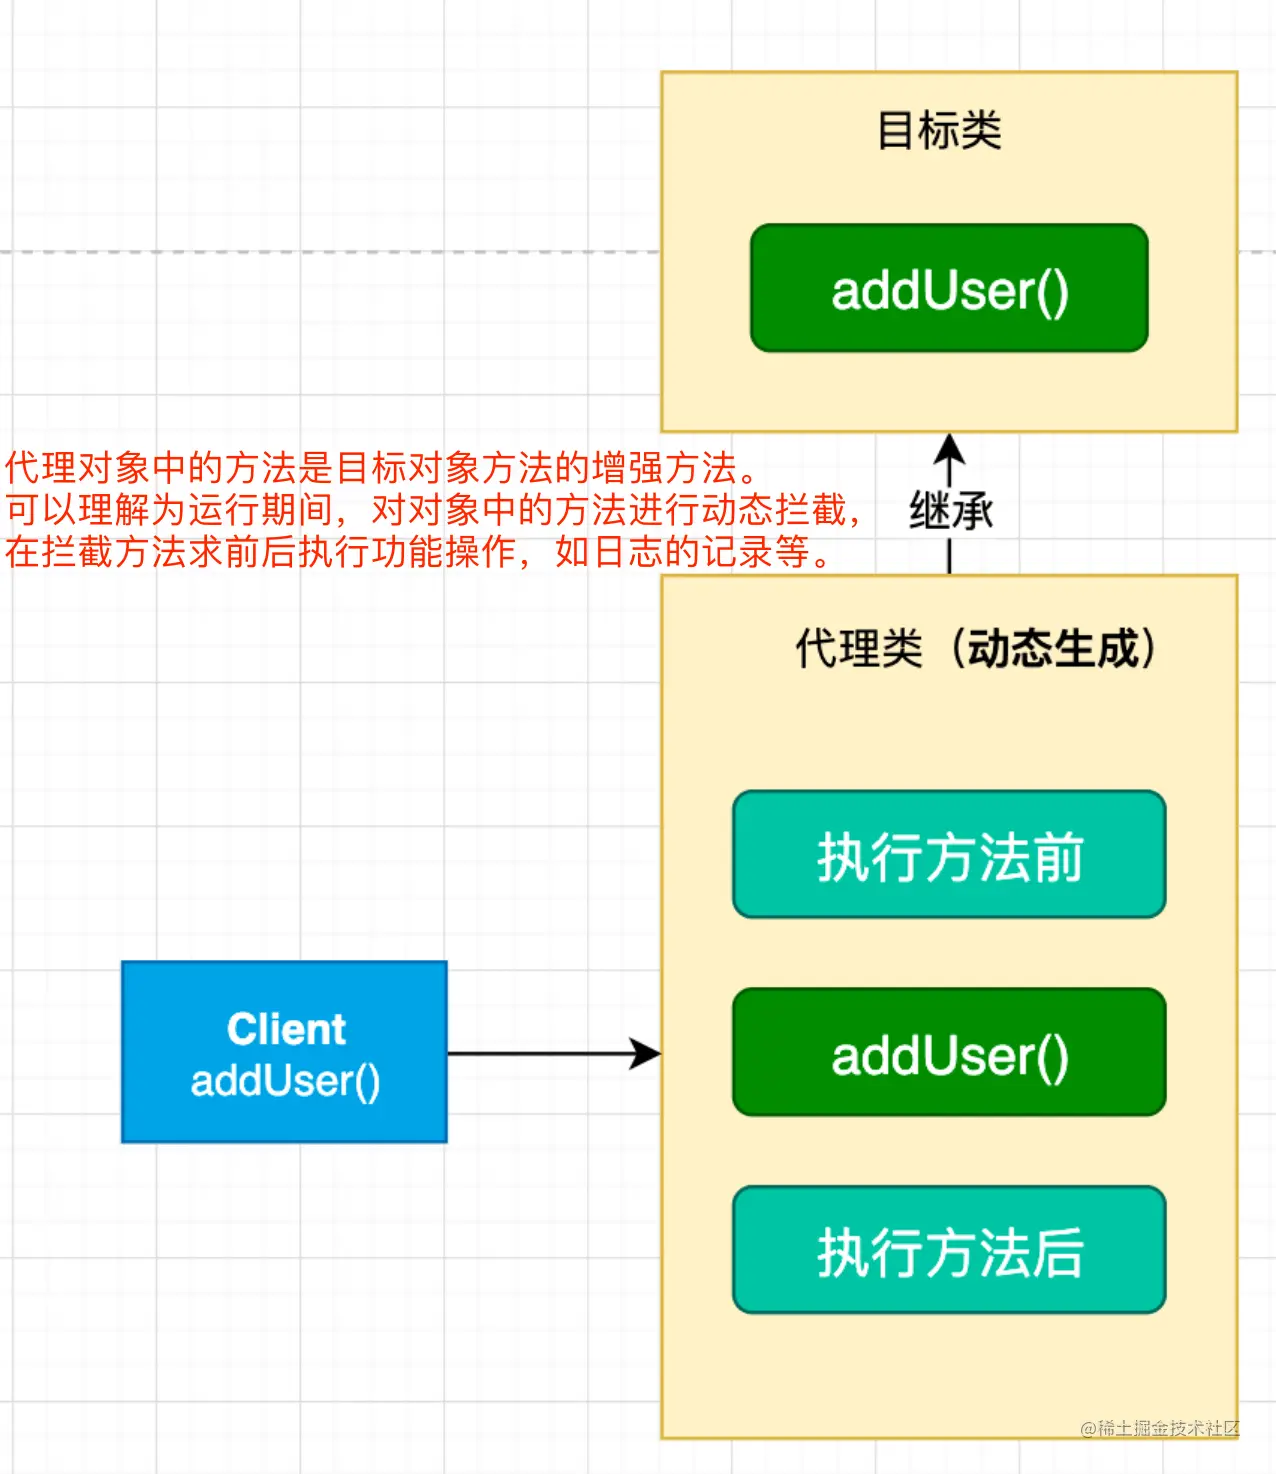 目标类
addUser()
代理对象中的方法是目标对象方法的增强方法。
可以理解为运行期间，对对象中的方法进行动态拦截，
在拦截方法求前后执行功能操作，如日志的记录等。
继承
代理类（动态生成）
执行方法前
Client
addUser()
addUser()
执行方法后
@稀土掘金技术社区